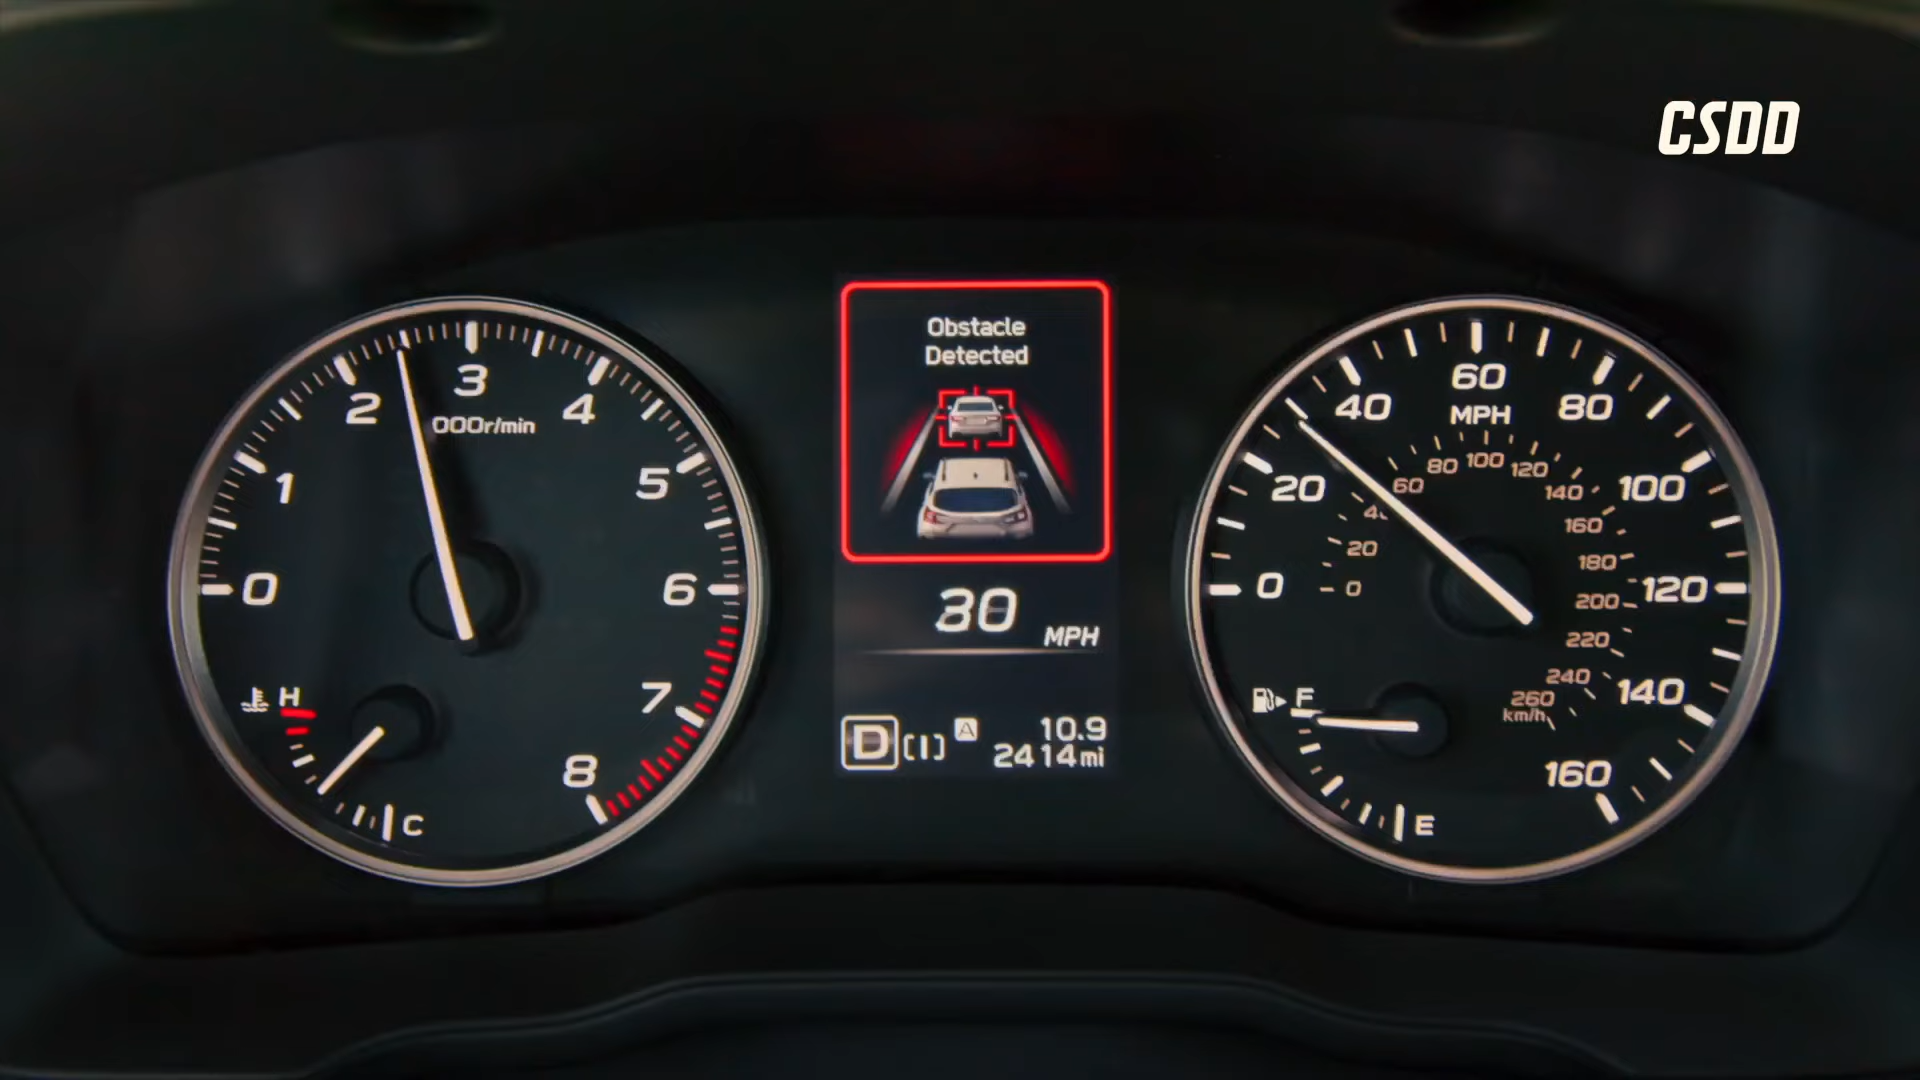 CSDD
Obstacle
Detected
30
MPH
D [1] A
10.9
2414mi
0
1
2
3
4
5
6
7
8
000r/min
H
C
0
20
40
60
80
100
120
140
160
MPH
0
20
60
80
100
120
140
160
180
200
220
240
260
km/h
F
E